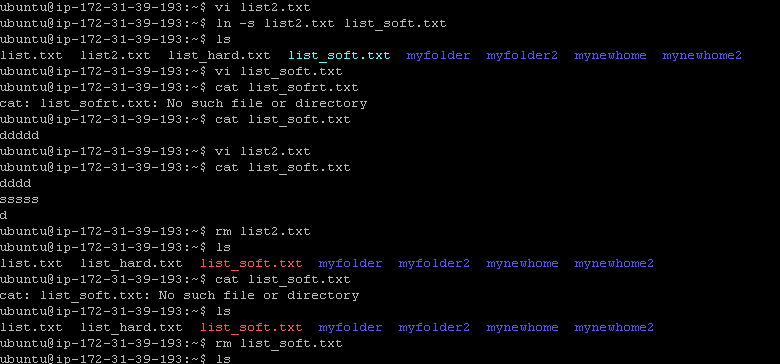 ubuntu@ip-172-31-39-193:~$ vi list2.txt
ubuntu@ip-172-31-39-193:~$ ln -s list2.txt list_soft.txt
ubuntu@ip-172-31-39-193:~$ ls
list.txt  list2.txt  list_hard.txt  list_soft.txt  myfolder  myfolder2  mynewhome  mynewhome2
ubuntu@ip-172-31-39-193:~$ vi list_soft.txt
ubuntu@ip-172-31-39-193:~$ cat list_sofrt.txt
cat: list_sofrt.txt: No such file or directory
ubuntu@ip-172-31-39-193:~$ cat list_soft.txt
ddddd
ubuntu@ip-172-31-39-193:~$ vi list2.txt
ubuntu@ip-172-31-39-193:~$ cat list_soft.txt
dddd
sssss
d
ubuntu@ip-172-31-39-193:~$ rm list2.txt
ubuntu@ip-172-31-39-193:~$ ls
list.txt  list_hard.txt  list_soft.txt  myfolder  myfolder2  mynewhome  mynewhome2
ubuntu@ip-172-31-39-193:~$ cat list_soft.txt
cat: list_soft.txt: No such file or directory
ubuntu@ip-172-31-39-193:~$ ls
list.txt  list_hard.txt  list_soft.txt  myfolder  myfolder2  mynewhome  mynewhome2
ubuntu@ip-172-31-39-193:~$ rm list_soft.txt
ubuntu@ip-172-31-39-193:~$ ls